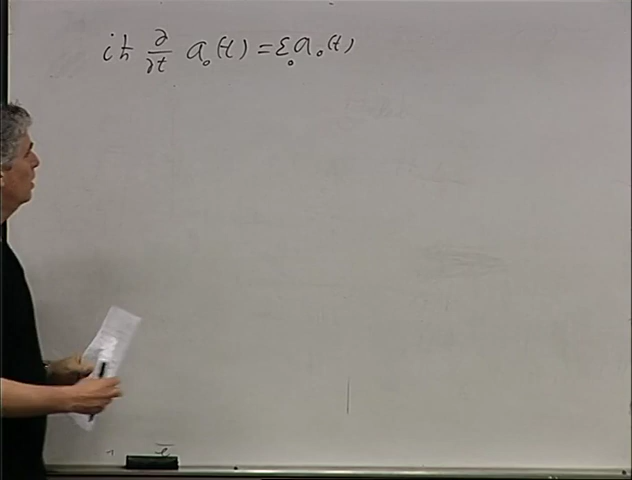 iℏ ∂/∂t a₀(t) = ε₀ a₀(t)